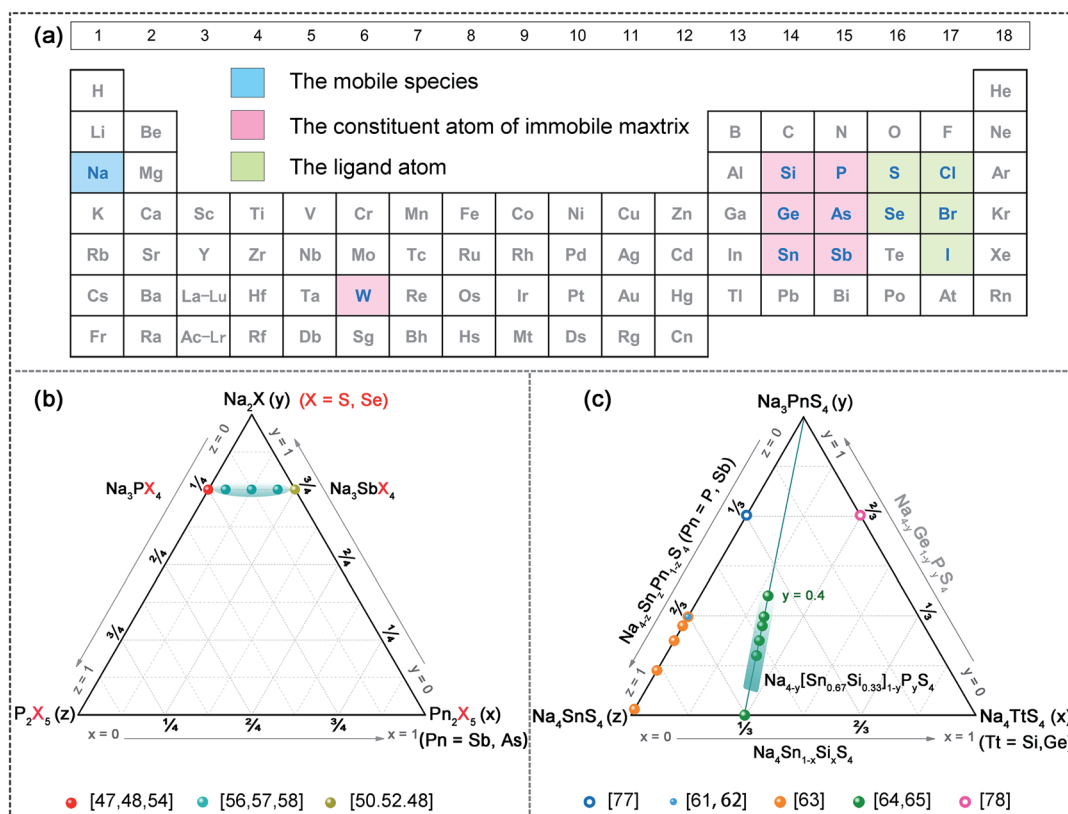 (a)
1 2 3 4 5 6 7 8 9 10 11 12 13 14 15 16 17 18
H He
The mobile species
Li Be B C N O F Ne
The constituent atom of immobile maxtrix
Na Mg Al Si P S Cl Ar
The ligand atom
K Ca Sc Ti V Cr Mn Fe Co Ni Cu Zn Ga Ge As Se Br Kr
Rb Sr Y Zr Nb Mo Tc Ru Rh Pd Ag Cd In Sn Sb Te I Xe
Cs Ba La–Lu Hf Ta W Re Os Ir Pt Au Hg Tl Pb Bi Po At Rn
Fr Ra Ac–Lr Rf Db Sg Bh Hs Mt Ds Rg Cn
(b)
Na₂X (y) (X = S, Se)
z = 0
y = 1
Na₃PX₄
¼
¾
Na₃SbX₄
2/4
2/4
¾
¼
z = 1
y = 0
P₂X₅ (z)
¼
2/4
¾
Pn₂X₅ (x)
x = 0
x = 1
(Pn = Sb, As)
[47,48,54]
[56,57,58]
[50.52.48]
(c)
Na₃PnS₄ (y)
z = 0
y = 1
Na₄₋zSnzPn₁₋zS₄ (Pn = P, Sb)
⅓
⅔
Na₄₋yGe₁₋yPyS₄
y = 0.4
⅔
⅓
Na₄₋y[Sn₀.₆₇Si₀.₃₃]₁₋yPyS₄
z = 1
y = 0
Na₄SnS₄ (z)
⅓
⅔
Na₄TtS₄ (x)
x = 0
x = 1
(Tt = Si,Ge)
Na₄Sn₁₋ₓSiₓS₄
[77]
[61, 62]
[63]
[64,65]
[78]